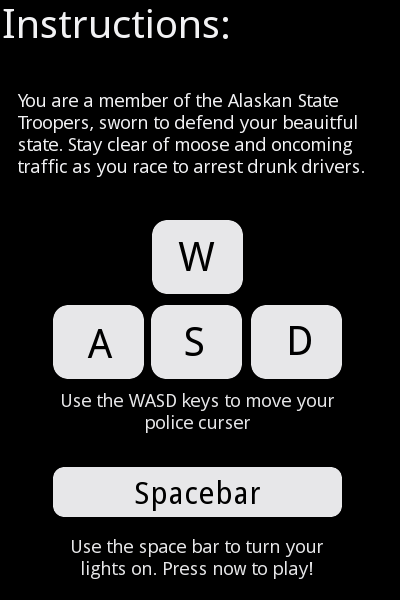 Instructions:
You are a member of the Alaskan State
Troopers, sworn to defend your beauitful
state. Stay clear of moose and oncoming
traffic as you race to arrest drunk drivers.
W
A S D
Use the WASD keys to move your
police curser
Spacebar
Use the space bar to turn your
lights on. Press now to play!